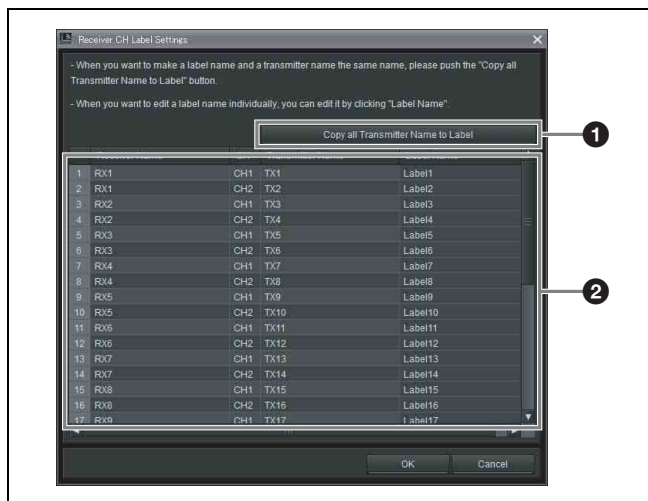 Receiver CH Label Settings
- When you want to make a label name and a transmitter name the same name, please push the "Copy all
Transmitter Name to Label" button.
- When you want to edit a label name individually, you can edit it by clicking "Label Name".
Copy all Transmitter Name to Label
1
1 RX1 CH1 TX1 Label1
2 RX1 CH2 TX2 Label2
3 RX2 CH1 TX3 Label3
4 RX2 CH2 TX4 Label4
5 RX3 CH1 TX5 Label5
6 RX3 CH2 TX6 Label6
7 RX4 CH1 TX7 Label7
8 RX4 CH2 TX8 Label8
9 RX5 CH1 TX9 Label9
2
10 RX5 CH2 TX10 Label10
11 RX6 CH1 TX11 Label11
12 RX6 CH2 TX12 Label12
13 RX7 CH1 TX13 Label13
14 RX7 CH2 TX14 Label14
15 RX8 CH1 TX15 Label15
16 RX8 CH2 TX16 Label16
17 RX9 CH1 TX17 Label17
OK Cancel